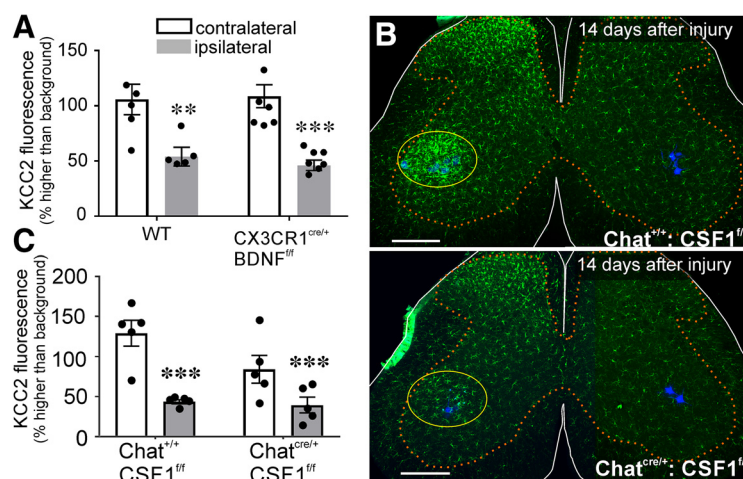 A
contralateral
ipsilateral
KCC2 fluorescence
(% higher than background)
150
100
50
0
**
***
WT
CX3CR1cre/+
BDNFf/f
B
14 days after injury
Chat+/+: CSF1f/
C
KCC2 fluorescence
(% higher than background)
200
150
100
50
0
***
***
Chat+/+
CSF1f/f
Chatcre/+
CSF1f/f
14 days after injury
Chatcre/+: CSF1f/